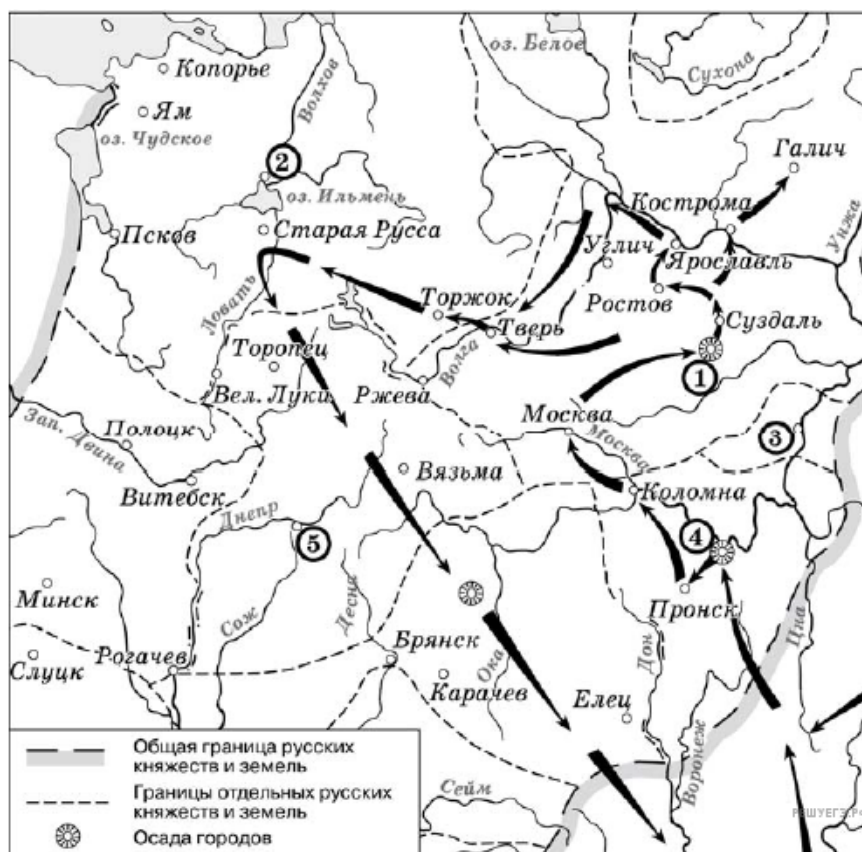 оз. Белое
Сухона
Копорье
Волхов
Ям
оз. Чудское
2
Галич
оз. Ильмень
Кострома
Унжа
Псков
Старая Русса
Углич
Ярославль
Ловать
Торжок
Ростов
Тверь
Суздаль
Торопец
Волга
1
Вел. Луки
Ржева
Москва
Зап. Двина
Полоцк
Москва
3
Вязьма
Витебск
Коломна
Днепр
5
4
Минск
Десна
Пронск
Цна
Сож
Слуцк
Рогачев
Брянск
Ока
Дон
Карачев
Елец
Воронеж
Сейм
Общая граница русских
княжеств и земель
Границы отдельных русских
княжеств и земель
Осада городов
РЕШУЕГЭ.РФ